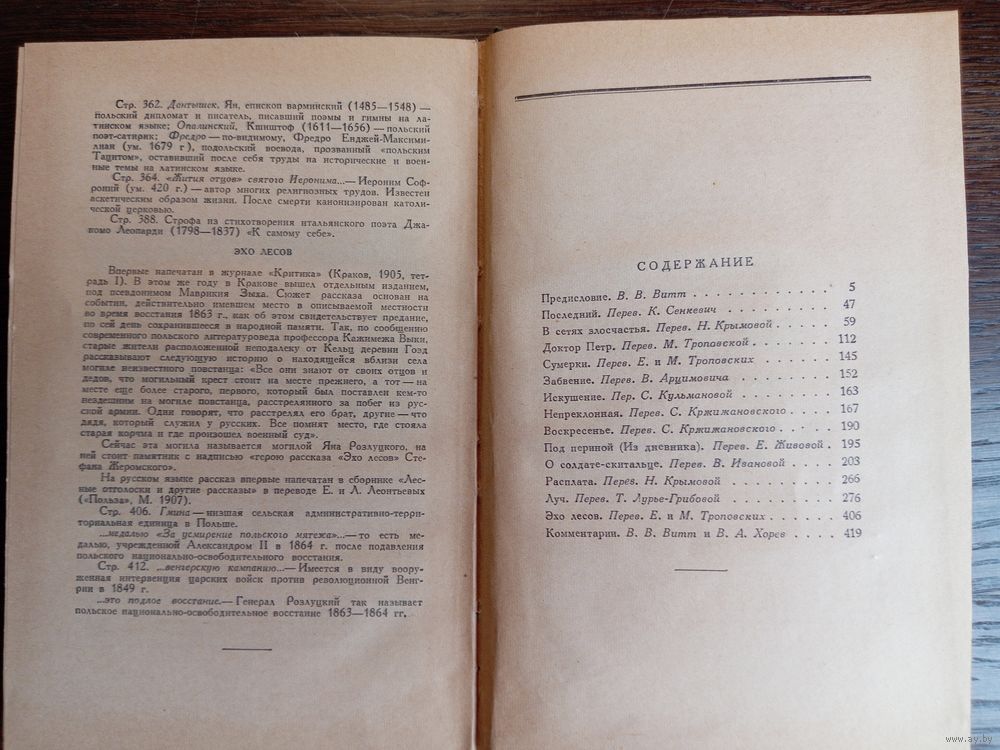 Стр. 362. Дантышек, Ян, епископ варминский (1485—1548) —
польский дипломат и писатель, писавший поэмы и гимны на ла-
тинском языке; Опалинский, Кшиштоф (1611—1656) — польский
поэт-сатирик; Фредро — по-видимому, Фредро Енджей-Максими-
лиан (ум. 1679 г), подольский воевода, прозванный «польским
Тацитом», оставивший после себя труды на исторические и воен-
ные темы на латинском языке.
Стр. 364. «Жития отцов» святого Иеронима...— Иероним Соф-
роний (ум. 420 г.) — автор многих религиозных трудов. Известен
аскетическим образом жизни. После смерти канонизирован католи-
ческой церковью.
Стр. 388. Строфа из стихотворения итальянского поэта Джа-
комо Леопарди (1798—1837) «К самому себе».
ЭХО ЛЕСОВ
Впервые напечатан в журнале «Критика» (Краков, 1905, тет-
радь I). В этом же году в Кракове вышел отдельным изданием,
под псевдонимом Маврикия Зыха. Сюжет рассказа основан на
событии, действительно имевшем место в описываемой местности
во время восстания 1863 г., как об этом свидетельствует предание,
по сей день сохранившееся в народной памяти. Так, по сообщению
современного польского литературоведа профессора Кажимежа Выки,
старые жители расположенной неподалеку от Кельц деревни Гозд
рассказывают следующую историю о находящейся вблизи села
могиле неизвестного повстанца: «Все они знают от своих отцов и
дедов, что могильный крест стоит на месте прежнего, а тот — на
месте еще более старого, первого, который был поставлен кем-то
нездешним на могиле повстанца, расстрелянного за побег из рус-
ской армии. Одни говорят, что расстрелял его брат, другие — что
дядя, который служил у русских. Все помнят место, где стояла
старая корчма и где произошел военный суд».
Сейчас эта могила называется могилой Яна Розлуцкого, на
ней стоит памятник с надписью «герою рассказа «Эхо лесов» Сте-
фана Жеромского».
На русском языке рассказ впервые напечатан в сборнике «Лес-
ные отголоски и другие рассказы» в переводе Е. и Л. Леонтьевых
(«Польза», М. 1907).
Стр. 406. Гмина — низшая сельская административно-террито-
риальная единица в Польше.
...медалью «За усмирение польского мятежа»...— то есть ме-
далью, учрежденной Александром II в 1864 г. после подавления
польского национально-освободительного восстания.
Стр. 412. ...венгерскую кампанию...— Имеется в виду воору-
женная интервенция царских войск против революционной Венг-
рии в 1849 г.
...это подлое восстание.— Генерал Розлуцкий так называет
польское национально-освободительное восстание 1863—1864 гг.
СОДЕРЖАНИЕ
Предисловие. В. В. Витт . . . . . . . . . . . 5
Последний. Перев. К. Сенкевич . . . . . . . . . 47
В сетях злосчастья. Перев. Н. Крымовой . . . . . . 59
Доктор Петр. Перев. М. Троповской . . . . . . . . 112
Сумерки. Перев. Е. и М. Троповских . . . . . . . 145
Забвение. Перев. В. Арцимовича . . . . . . . . . 152
Искушение. Пер. С. Кульмановой . . . . . . . . 163
Непреклонная. Перев. С. Кржижановского . . . . . 167
Воскресенье. Перев. С. Кржижановского . . . . . . 190
Под периной (Из дневника). Перев. Е. Живовой . . 195
О солдате-скитальце. Перев. В. Ивановой . . . . . 203
Расплата. Перев. Н. Крымовой . . . . . . . . . 266
Луч. Перев. Т. Лурье-Грибовой . . . . . . . . . 276
Эхо лесов. Перев. Е. и М. Троповских . . . . . . 406
Комментарии. В. В. Витт и В. А. Хорев . . . . 419
www.ay.by